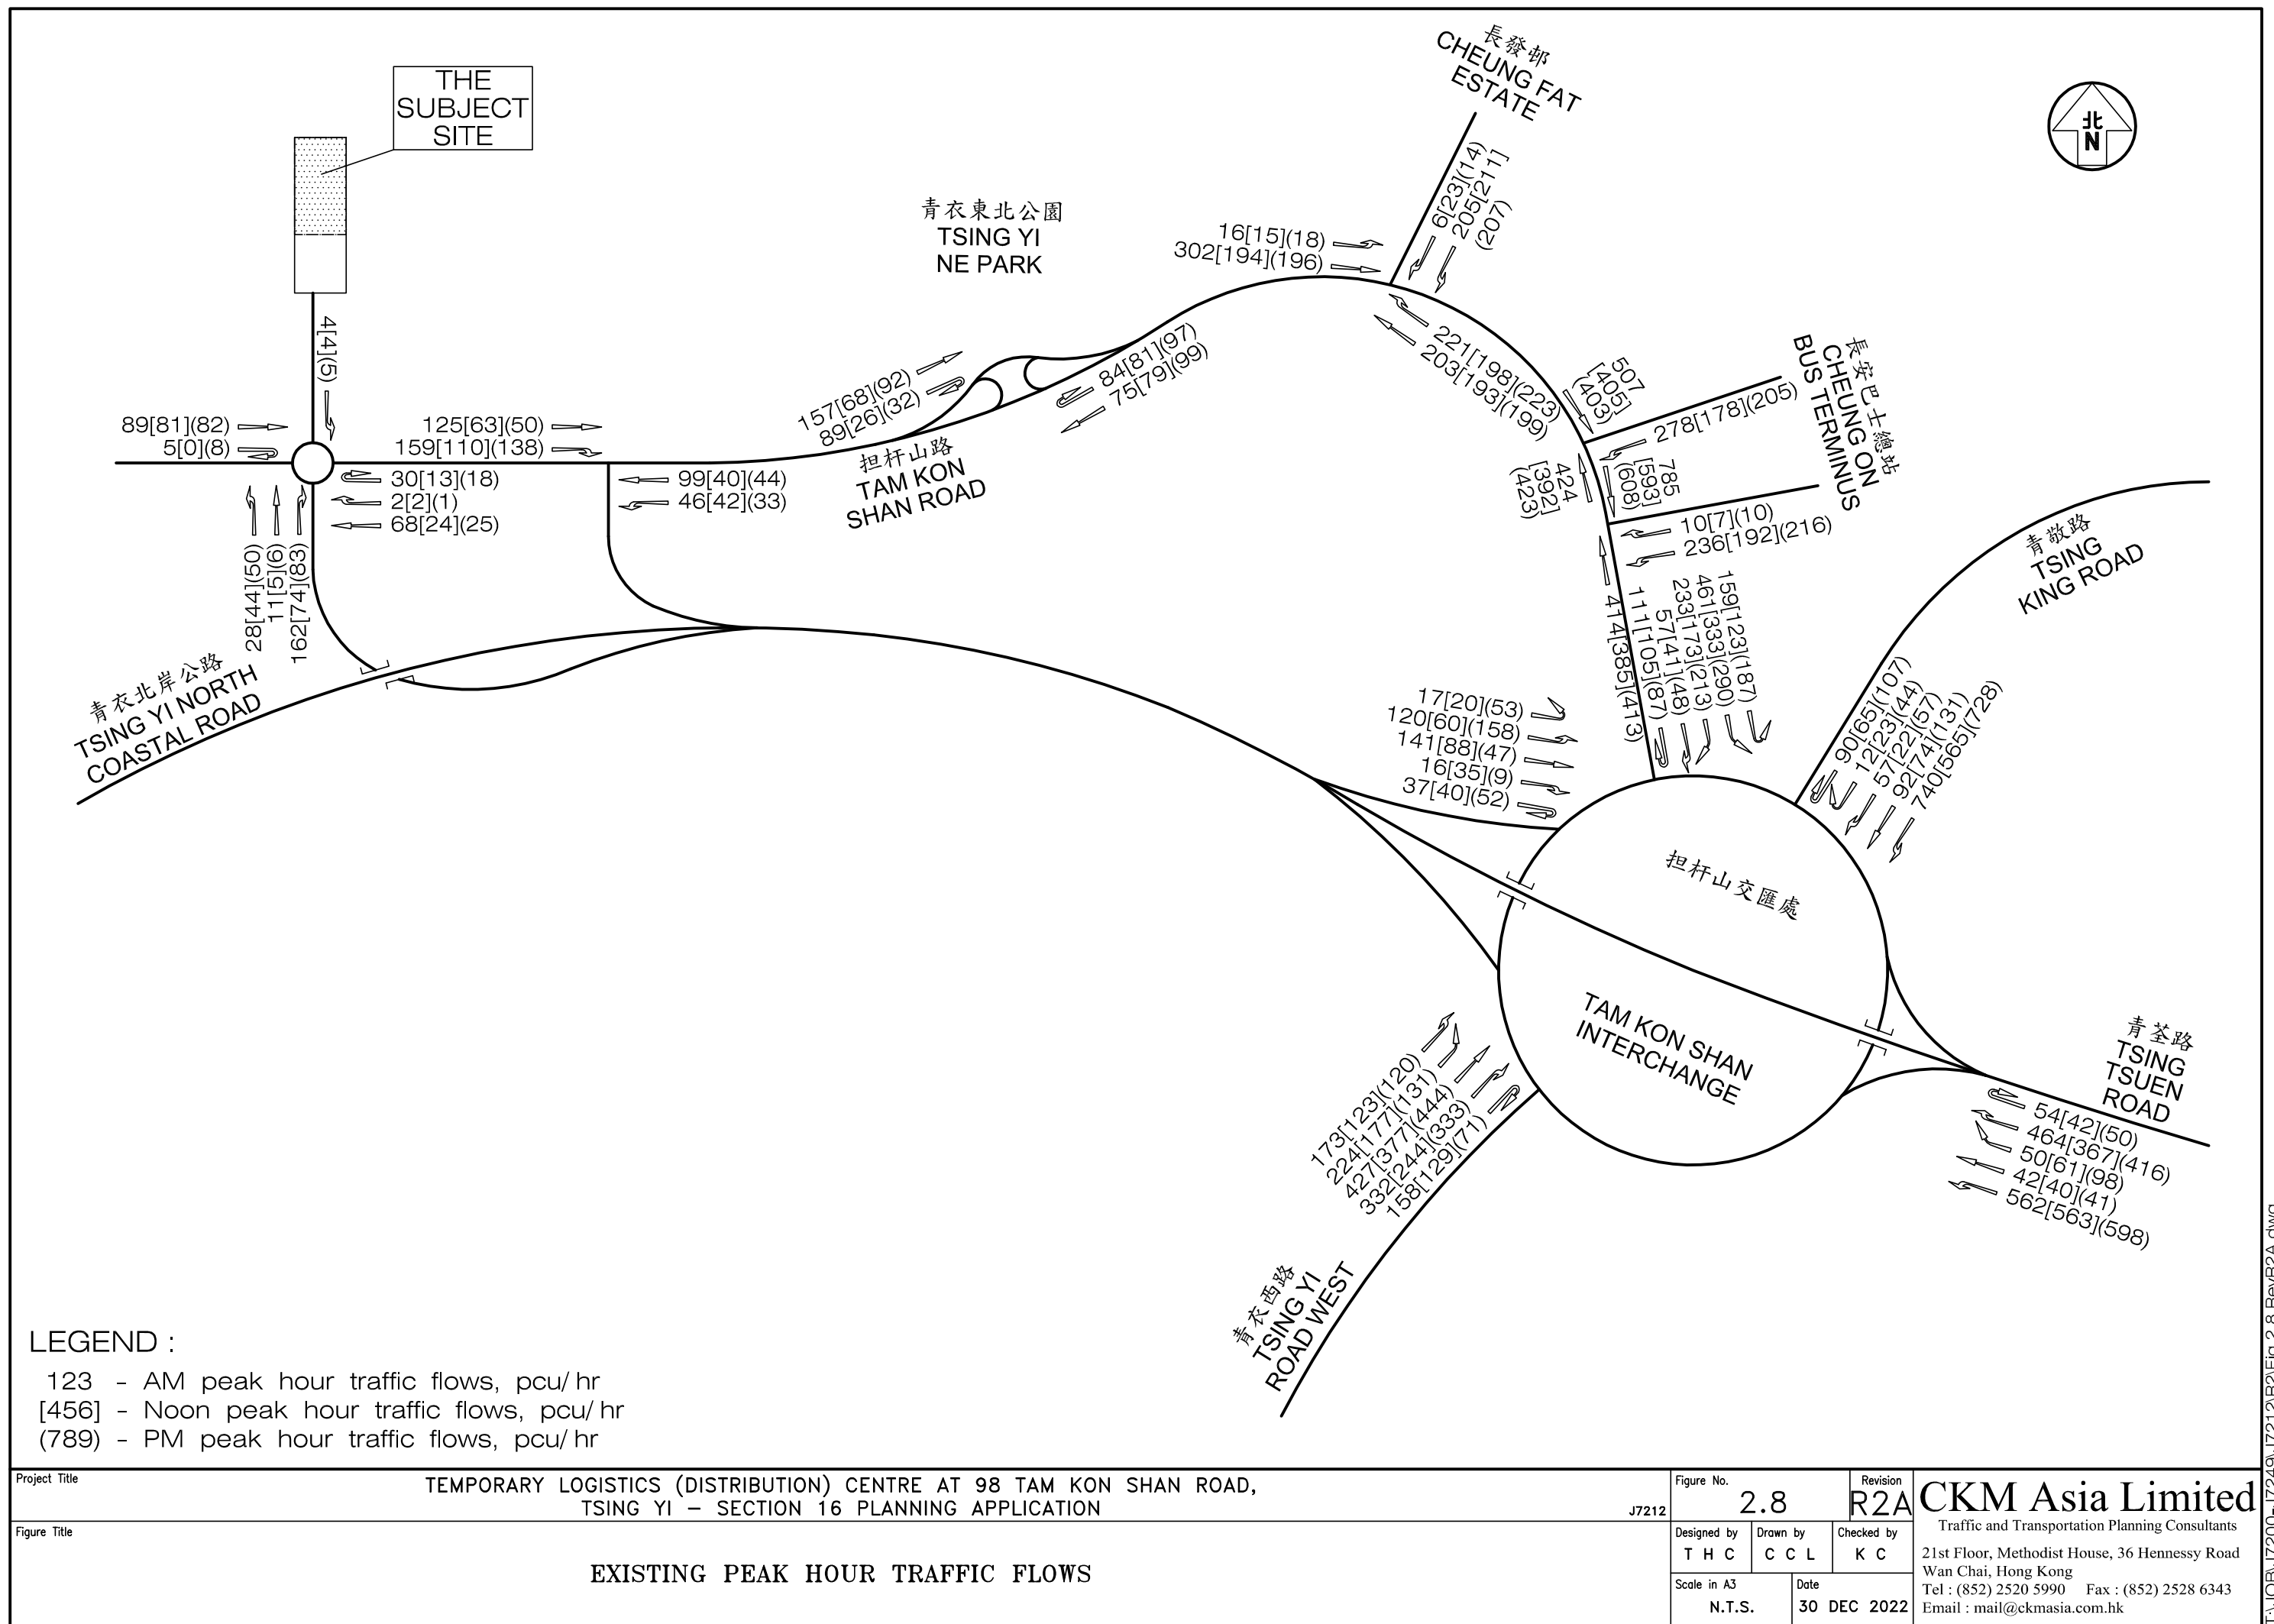 THE
SUBJECT
SITE
長發邨
CHEUNG FAT
ESTATE
北
N
青衣東北公園
TSING YI
NE PARK
16[15](18)
302[194](196)
6[23](14)
205[211]
(207)
4[4](5)
89[81](82)
5[0](8)
125[63](50)
159[110](138)
30[13](18)
2[2](1)
68[24](25)
28[44](50)
11[5](6)
162[74](83)
99[40](44)
46[42](33)
157[68](92)
89[26](32)
84[81](97)
75[79](99)
担杆山路
TAM KON
SHAN ROAD
221[198](223)
203[193](199)
507
[405]
(403)
278[178](205)
長安巴士總站
CHEUNG ON
BUS TERMINUS
424
[392]
(423)
785
[593]
(608)
10[7](10)
236[192](216)
414[385](413)
111[105](87)
57[41](48)
233[173](213)
461[333](290)
159[123](187)
青敬路
TSING
KING ROAD
90[65](107)
12[23](44)
57[22](57)
92[74](131)
740[565](728)
17[20](53)
120[60](158)
141[88](47)
16[35](9)
37[40](52)
青衣北岸公路
TSING YI NORTH
COASTAL ROAD
担杆山交匯處
TAM KON SHAN
INTERCHANGE
青荃路
TSING
TSUEN
ROAD
54[42](50)
464[367](416)
50[61](98)
42[40](41)
562[563](598)
173[123](120)
224[177](131)
427[377](444)
332[244](333)
158[129](71)
青衣西路
TSING YI
ROAD WEST
LEGEND :
123 - AM peak hour traffic flows, pcu/hr
[456] - Noon peak hour traffic flows, pcu/hr
(789) - PM peak hour traffic flows, pcu/hr
Project Title
TEMPORARY LOGISTICS (DISTRIBUTION) CENTRE AT 98 TAM KON SHAN ROAD,
TSING YI – SECTION 16 PLANNING APPLICATION
J7212
Figure Title
EXISTING PEAK HOUR TRAFFIC FLOWS
Figure No.
2.8
Revision
R2A
Designed by
T H C
Drawn by
C C L
Checked by
K C
Scale in A3
N.T.S.
Date
30 DEC 2022
CKM Asia Limited
Traffic and Transportation Planning Consultants
21st Floor, Methodist House, 36 Hennessy Road
Wan Chai, Hong Kong
Tel : (852) 2520 5990 Fax : (852) 2528 6343
Email : mail@ckmasia.com.hk
T:\JOB\J7200-J7249\J7212\R2\Fig 2.8 RevR2A.dwg